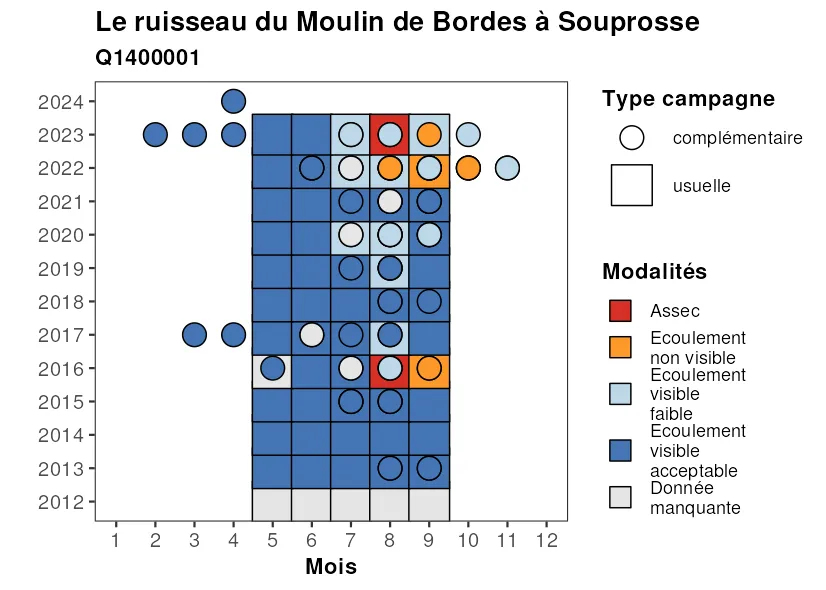 Le ruisseau du Moulin de Bordes à Souprosse
Q1400001
2024
2023
2022
2021
2020
2019
2018
2017
2016
2015
2014
2013
2012
1 2 3 4 5 6 7 8 9 10 11 12
Mois
Type campagne
complémentaire
usuelle
Modalités
Assec
Ecoulement
non visible
Ecoulement
visible
faible
Ecoulement
visible
acceptable
Donnée
manquante